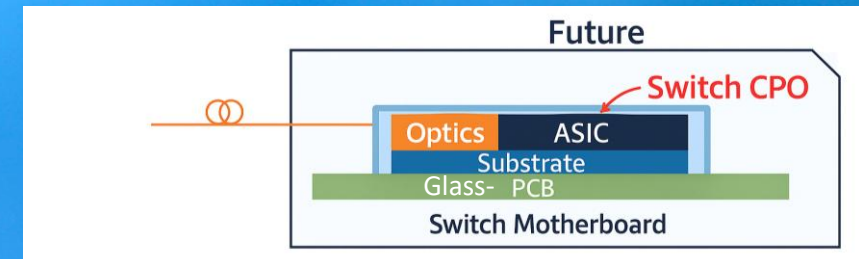 Future
Switch CPO
Optics ASIC
Substrate
Glass- PCB
Switch Motherboard